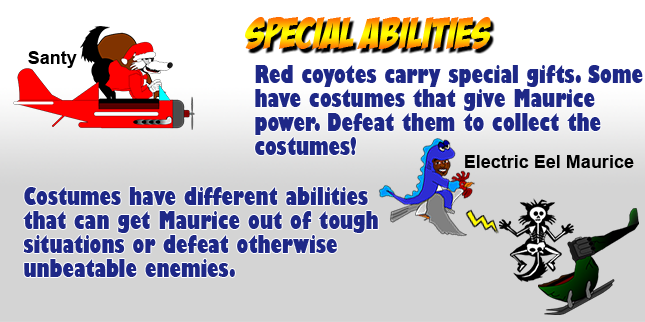 SPECIAL ABILITIES
Santy
Red coyotes carry special gifts. Some
have costumes that give Maurice
power. Defeat them to collect the
costumes!
Electric Eel Maurice
Costumes have different abilities
that can get Maurice out of tough
situations or defeat otherwise
unbeatable enemies.